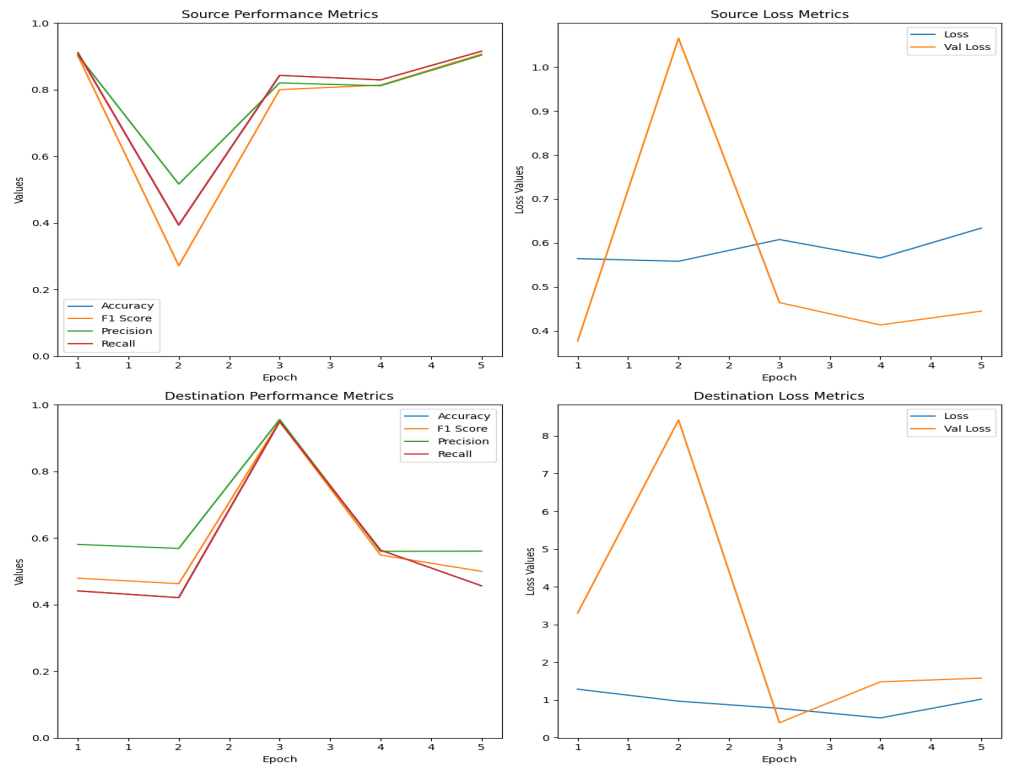 Source Performance Metrics
1.0
0.8
0.6
0.4
0.2
0.0
Values
Accuracy
F1 Score
Precision
Recall
1 1 2 2 3 3 4 4 5
Epoch
Source Loss Metrics
1.0
0.9
0.8
0.7
0.6
0.5
0.4
Loss Values
Loss
Val Loss
1 1 2 2 3 3 4 4 5
Epoch
Destination Performance Metrics
1.0
0.8
0.6
0.4
0.2
0.0
Values
Accuracy
F1 Score
Precision
Recall
1 1 2 2 3 3 4 4 5
Epoch
Destination Loss Metrics
8
7
6
5
4
3
2
1
0
Loss Values
Loss
Val Loss
1 1 2 2 3 3 4 4 5
Epoch